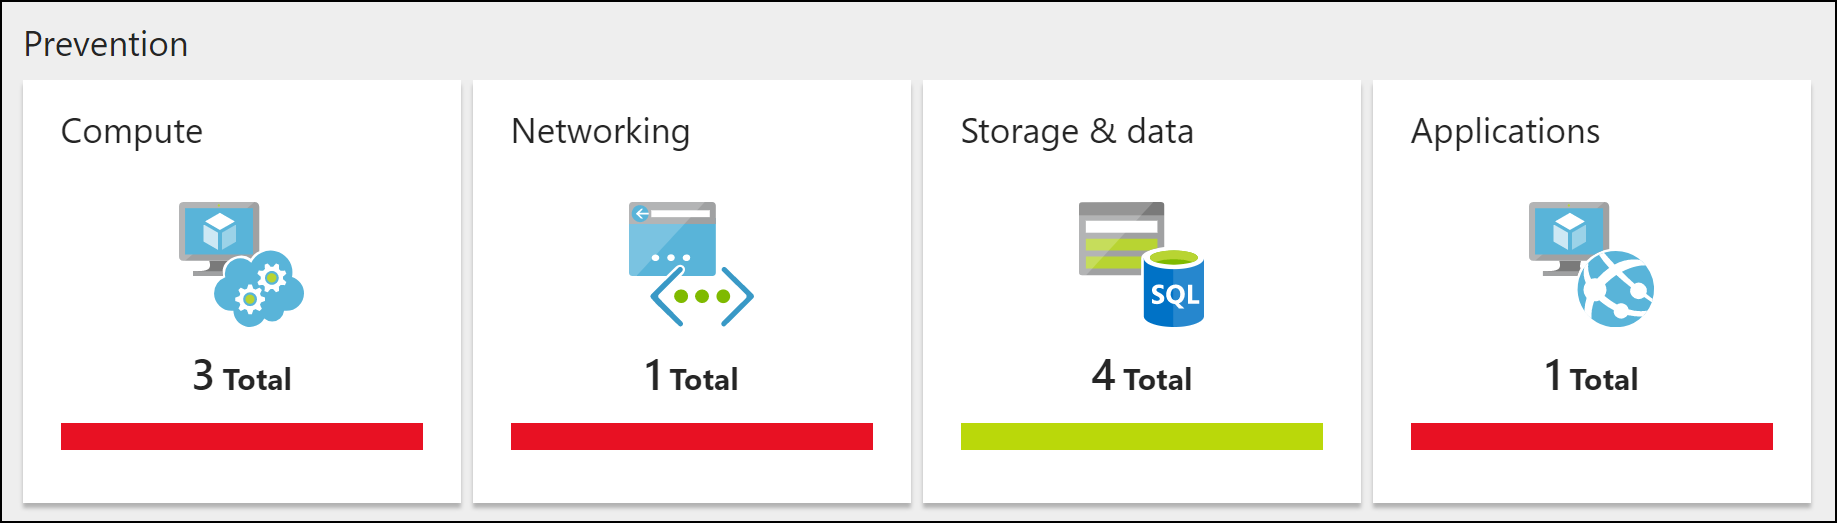 Prevention
Compute
Networking
Storage & data
Applications
SQL
3 Total
1 Total
4 Total
1 Total